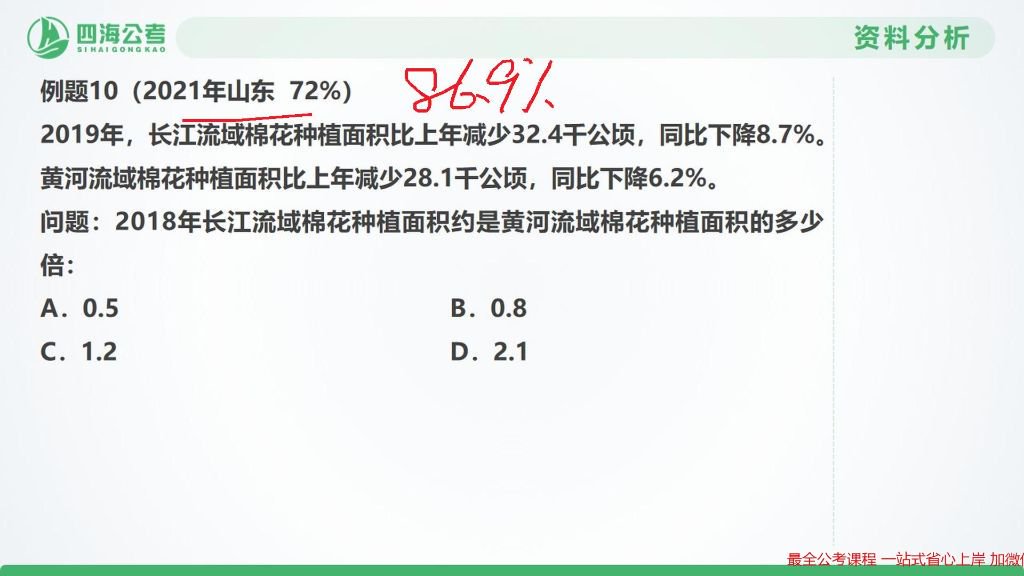 四海公考
SIHAIGONGKAO
资料分析
例题10（2021年山东 72%）
86.9%
2019年，长江流域棉花种植面积比上年减少32.4千公顷，同比下降8.7%。
黄河流域棉花种植面积比上年减少28.1千公顷，同比下降6.2%。
问题：2018年长江流域棉花种植面积约是黄河流域棉花种植面积的多少
倍：
A. 0.5
B. 0.8
C. 1.2
D. 2.1
最全公考课程 一站式省心上岸 加微